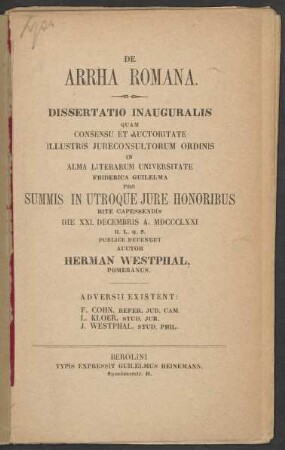 DE
ARRHA ROMANA.
DISSERTATIO INAUGURALIS
QUAM
CONSENSU ET AUCTORITATE
ILLUSTRIS JURECONSULTORUM ORDINIS
IN
ALMA LITERARUM UNIVERSITATE
FRIDERICA GUILELMA
PRO
SUMMIS IN UTROQUE JURE HONORIBUS
RITE CAPESSENDIS
DIE XXI. DECEMBRIS A. MDCCCLXXI
H. L. Q. S.
PUBLICE DEFENDET
AUCTOR
HERMAN WESTPHAL,
POMERANUS.
ADVERSII EXISTENT:
F. COHN, REFER. JUD. CAM.
L. KLOER, STUD. JUR.
J. WESTPHAL, STUD. PHIL.
BEROLINI
TYPIS EXPRESSIT GUILELMUS HEINEMANN.